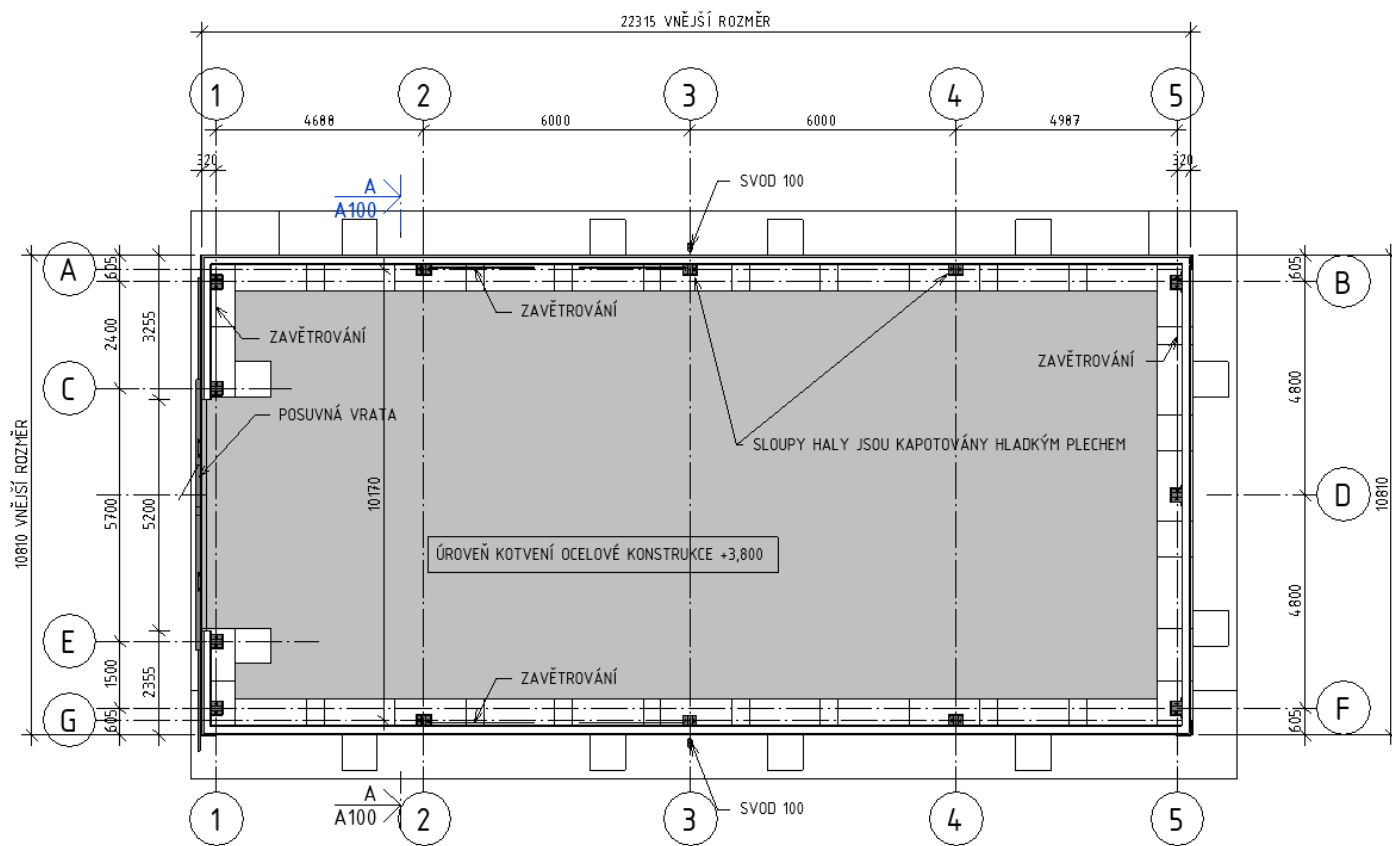 22315 VNĚJŠÍ ROZMĚR
1 2 3 4 5
4688 6000 6000 4987
320 320
A
A100
SVOD 100
A 605 605 B
ZAVĚTROVÁNÍ
2400 3255 ZAVĚTROVÁNÍ
ZAVĚTROVÁNÍ
4800
C
POSUVNÁ VRATA
SLOUPY HALY JSOU KAPOTOVÁNY HLADKÝM PLECHEM
10810 VNĚJŠÍ ROZMĚR
5700 5200 10170
D
10810
ÚROVEŇ KOTVENÍ OCELOVÉ KONSTRUKCE +3,800
4800
E
1500 2355
ZAVĚTROVÁNÍ
G 605 605 F
A
A100
SVOD 100
1 2 3 4 5